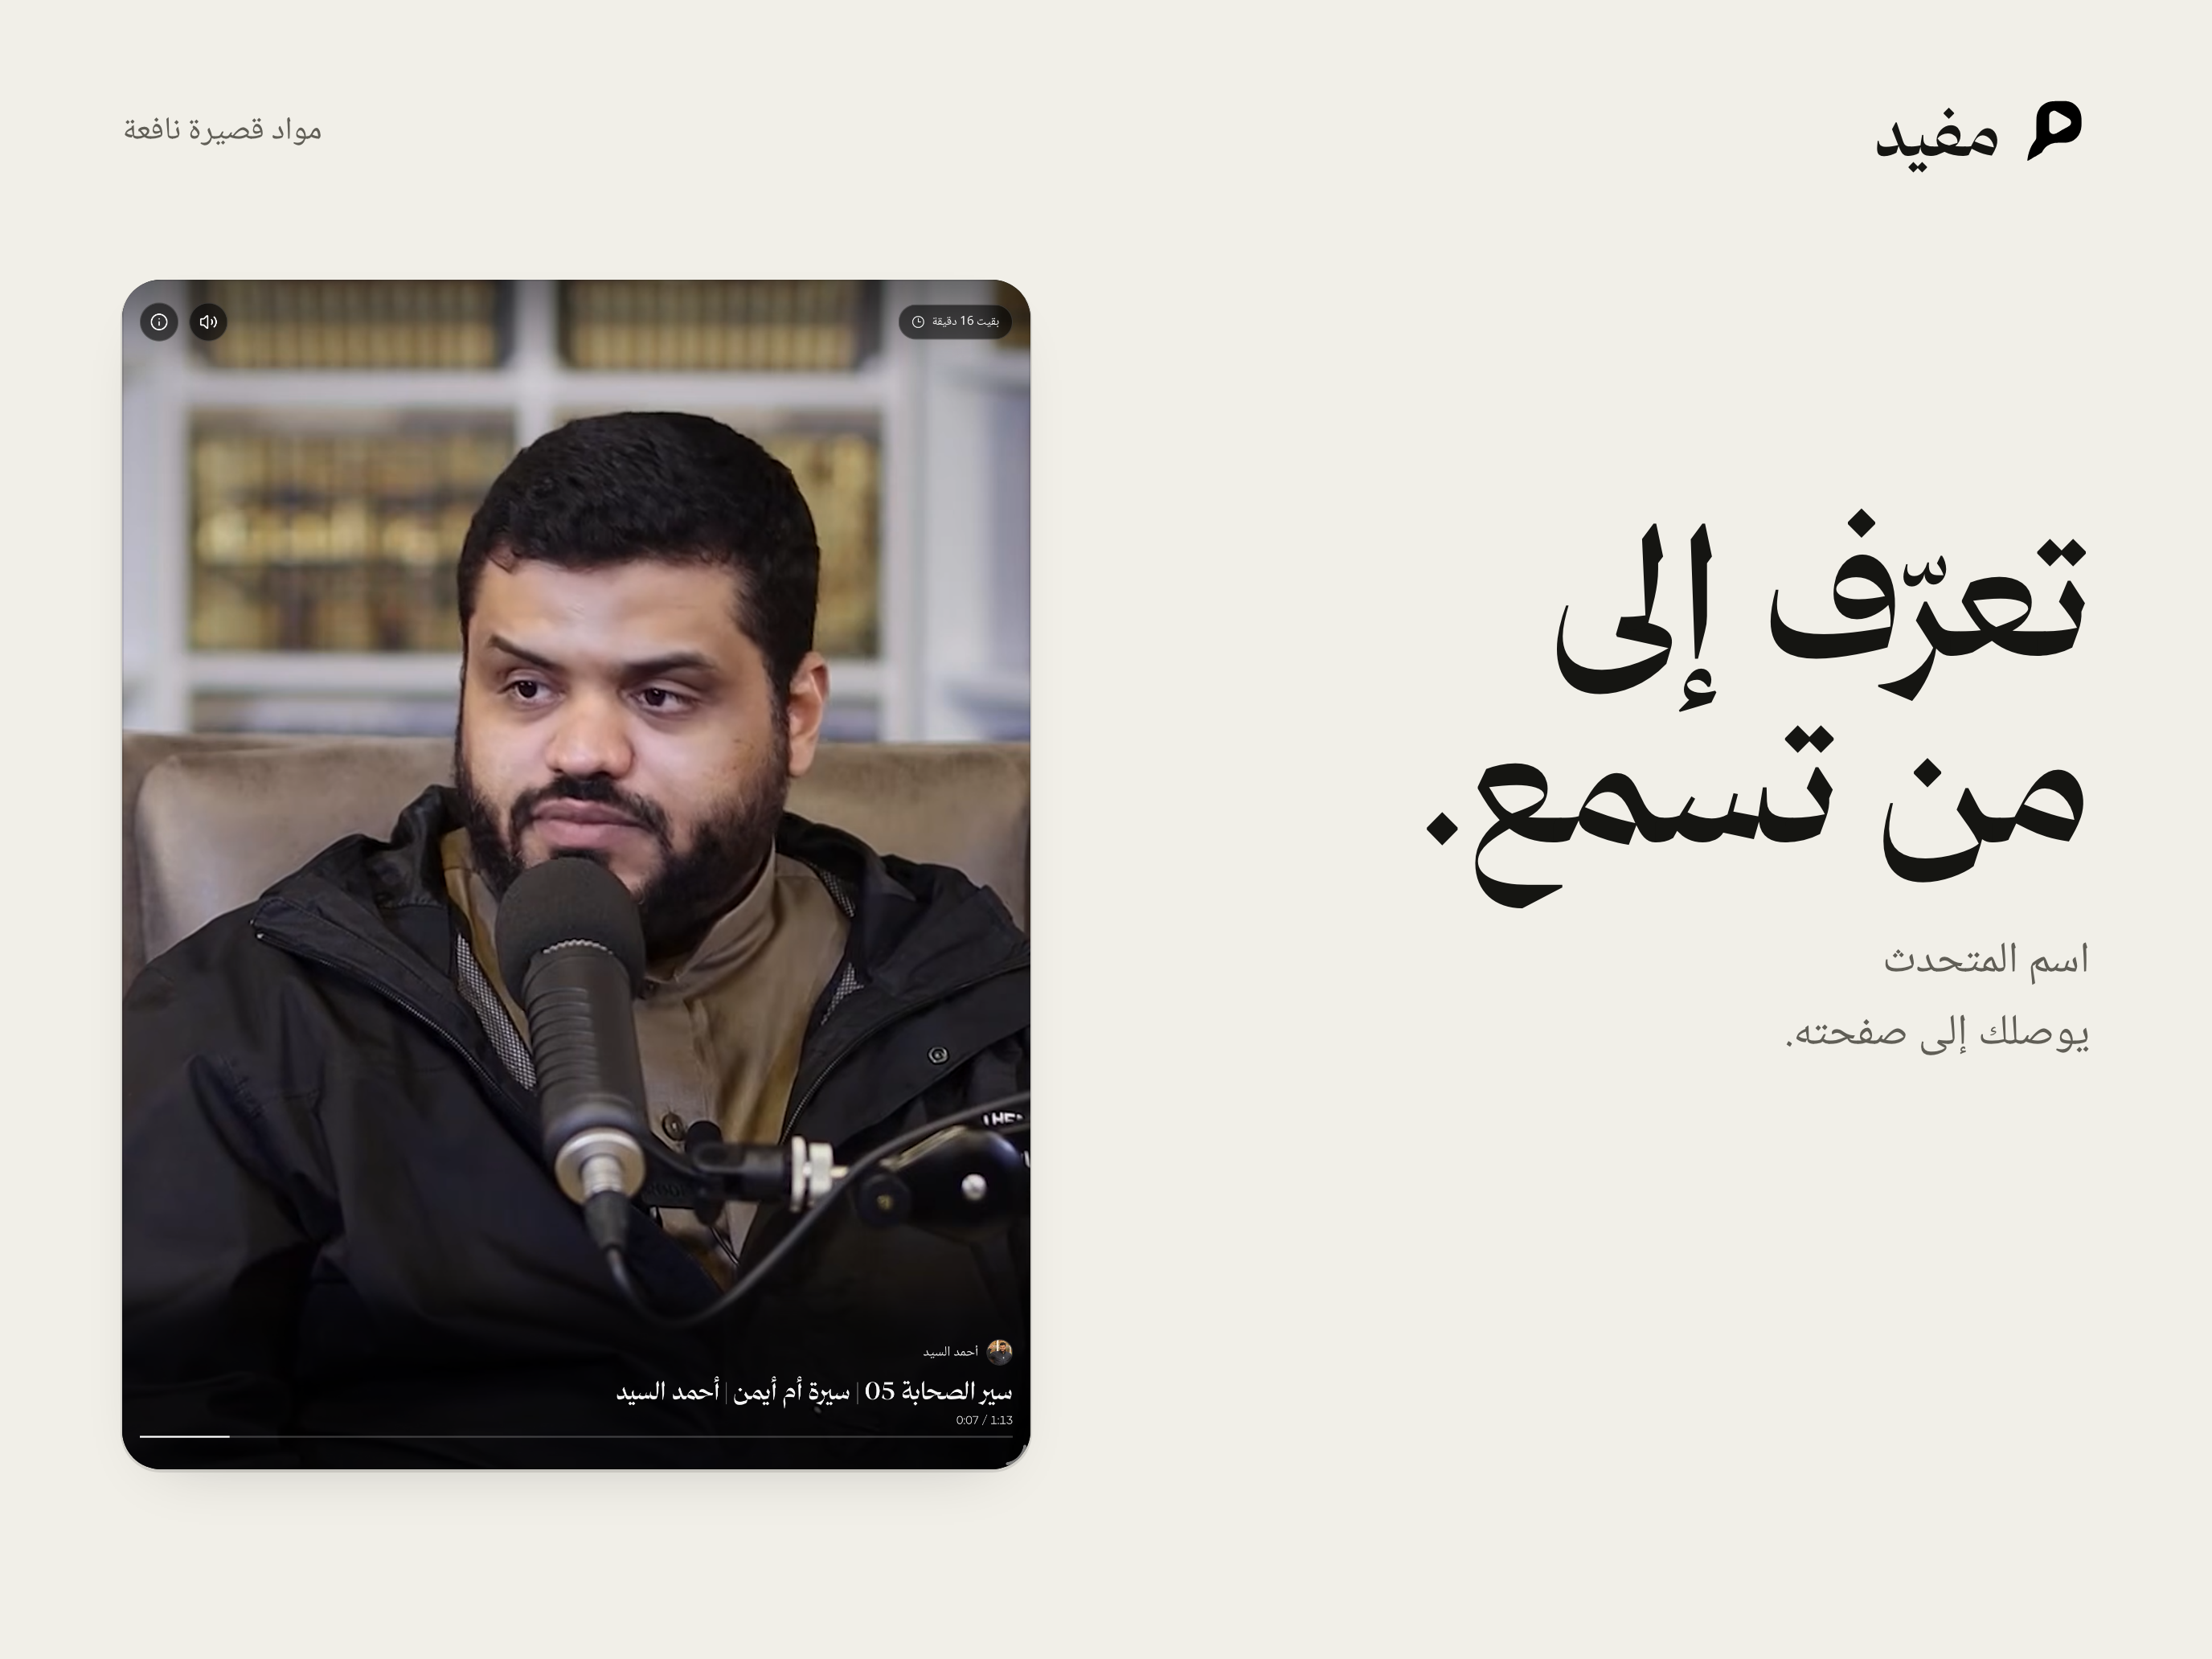 مفيد
مواد قصيرة نافعة
تعرّف إلى
من تسمع.
اسم المتحدث
يوصلك إلى صفحته.
بقيت 16 دقيقة
أحمد السيد
سير الصحابة 05 | سيرة أم أيمن | أحمد السيد
0:07 / 1:13